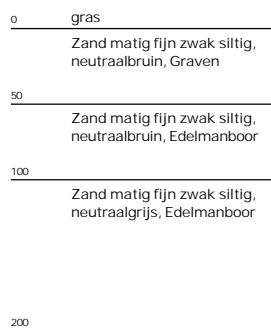 0 gras
Zand matig fijn zwak siltig,
neutraalbruin, Graven
50
Zand matig fijn zwak siltig,
neutraalbruin, Edelmanboor
100
Zand matig fijn zwak siltig,
neutraalgrijs, Edelmanboor
200